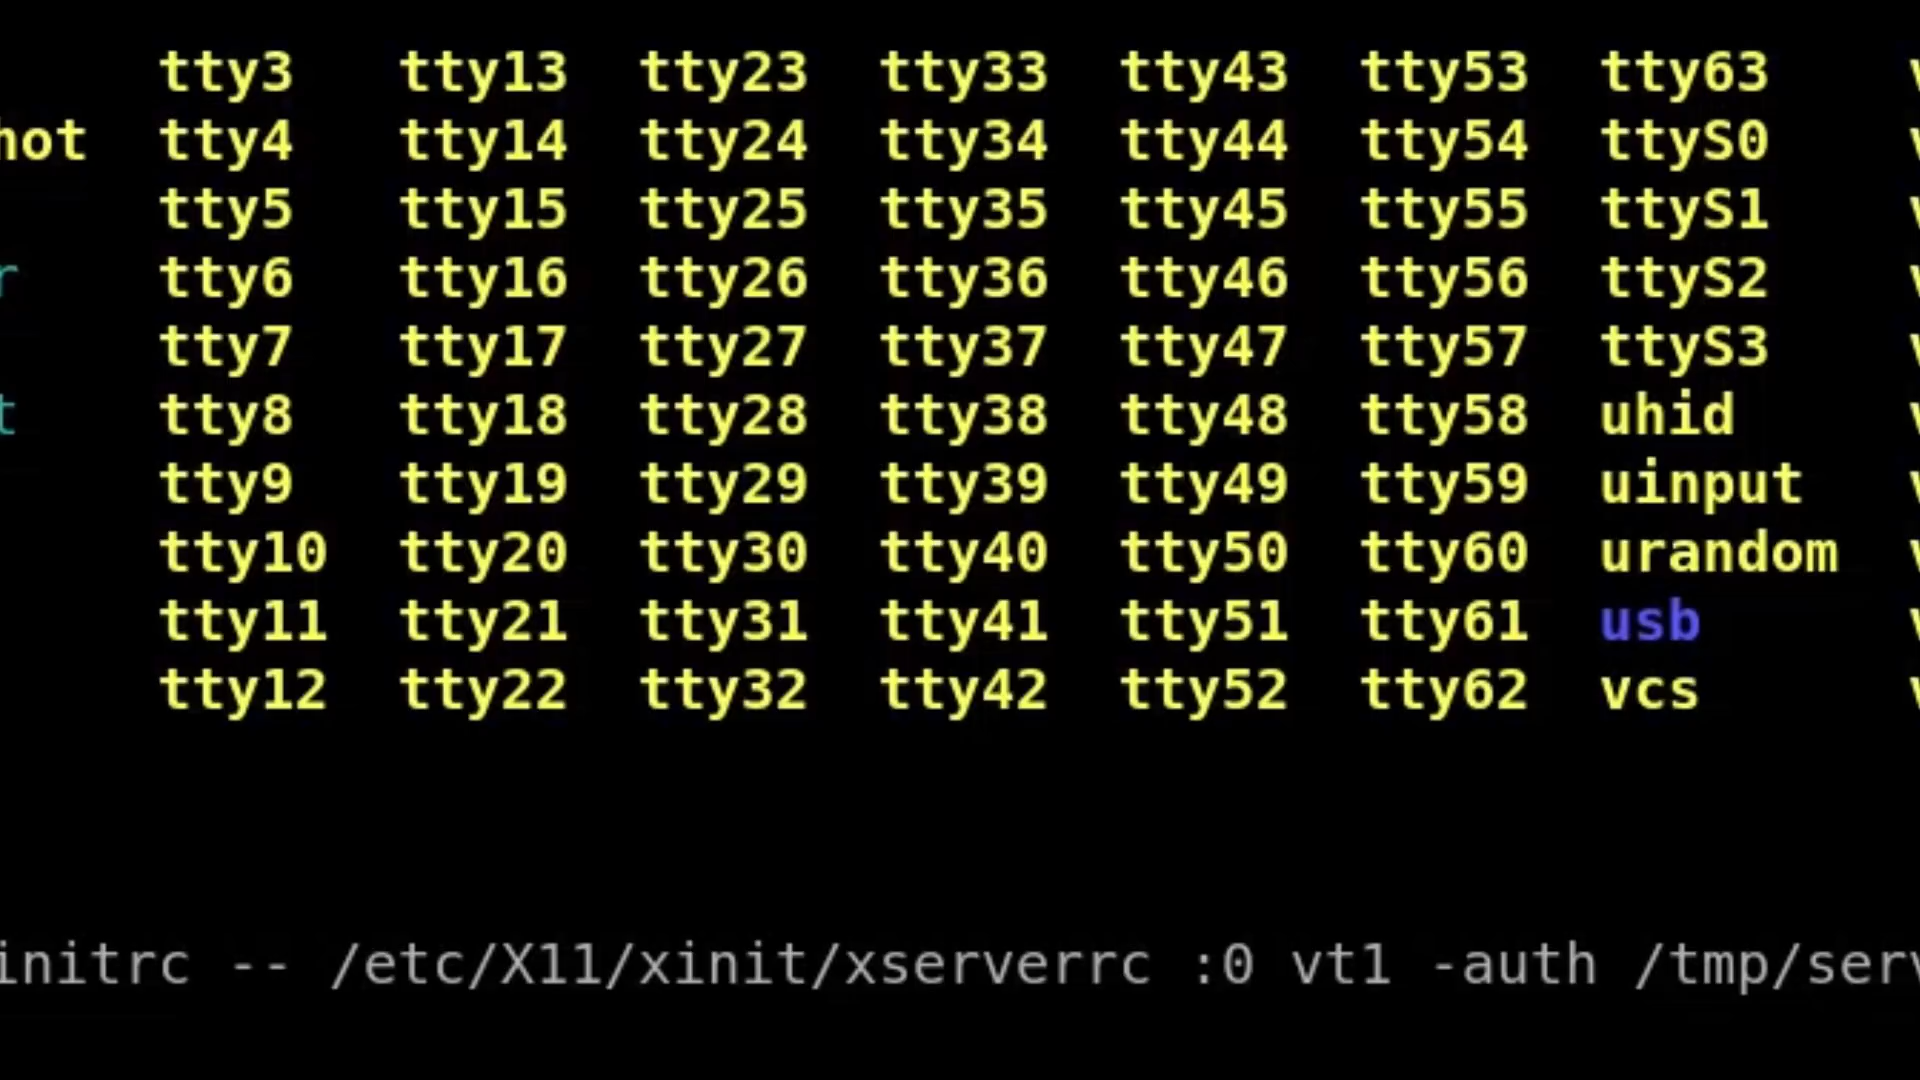 tty3 tty13 tty23 tty33 tty43 tty53 tty63
hot tty4 tty14 tty24 tty34 tty44 tty54 ttyS0
tty5 tty15 tty25 tty35 tty45 tty55 ttyS1
r tty6 tty16 tty26 tty36 tty46 tty56 ttyS2
tty7 tty17 tty27 tty37 tty47 tty57 ttyS3
t tty8 tty18 tty28 tty38 tty48 tty58 uhid
tty9 tty19 tty29 tty39 tty49 tty59 uinput
tty10 tty20 tty30 tty40 tty50 tty60 urandom
tty11 tty21 tty31 tty41 tty51 tty61 usb
tty12 tty22 tty32 tty42 tty52 tty62 vcs
initrc -- /etc/X11/xinit/xserverrc :0 vt1 -auth /tmp/serv